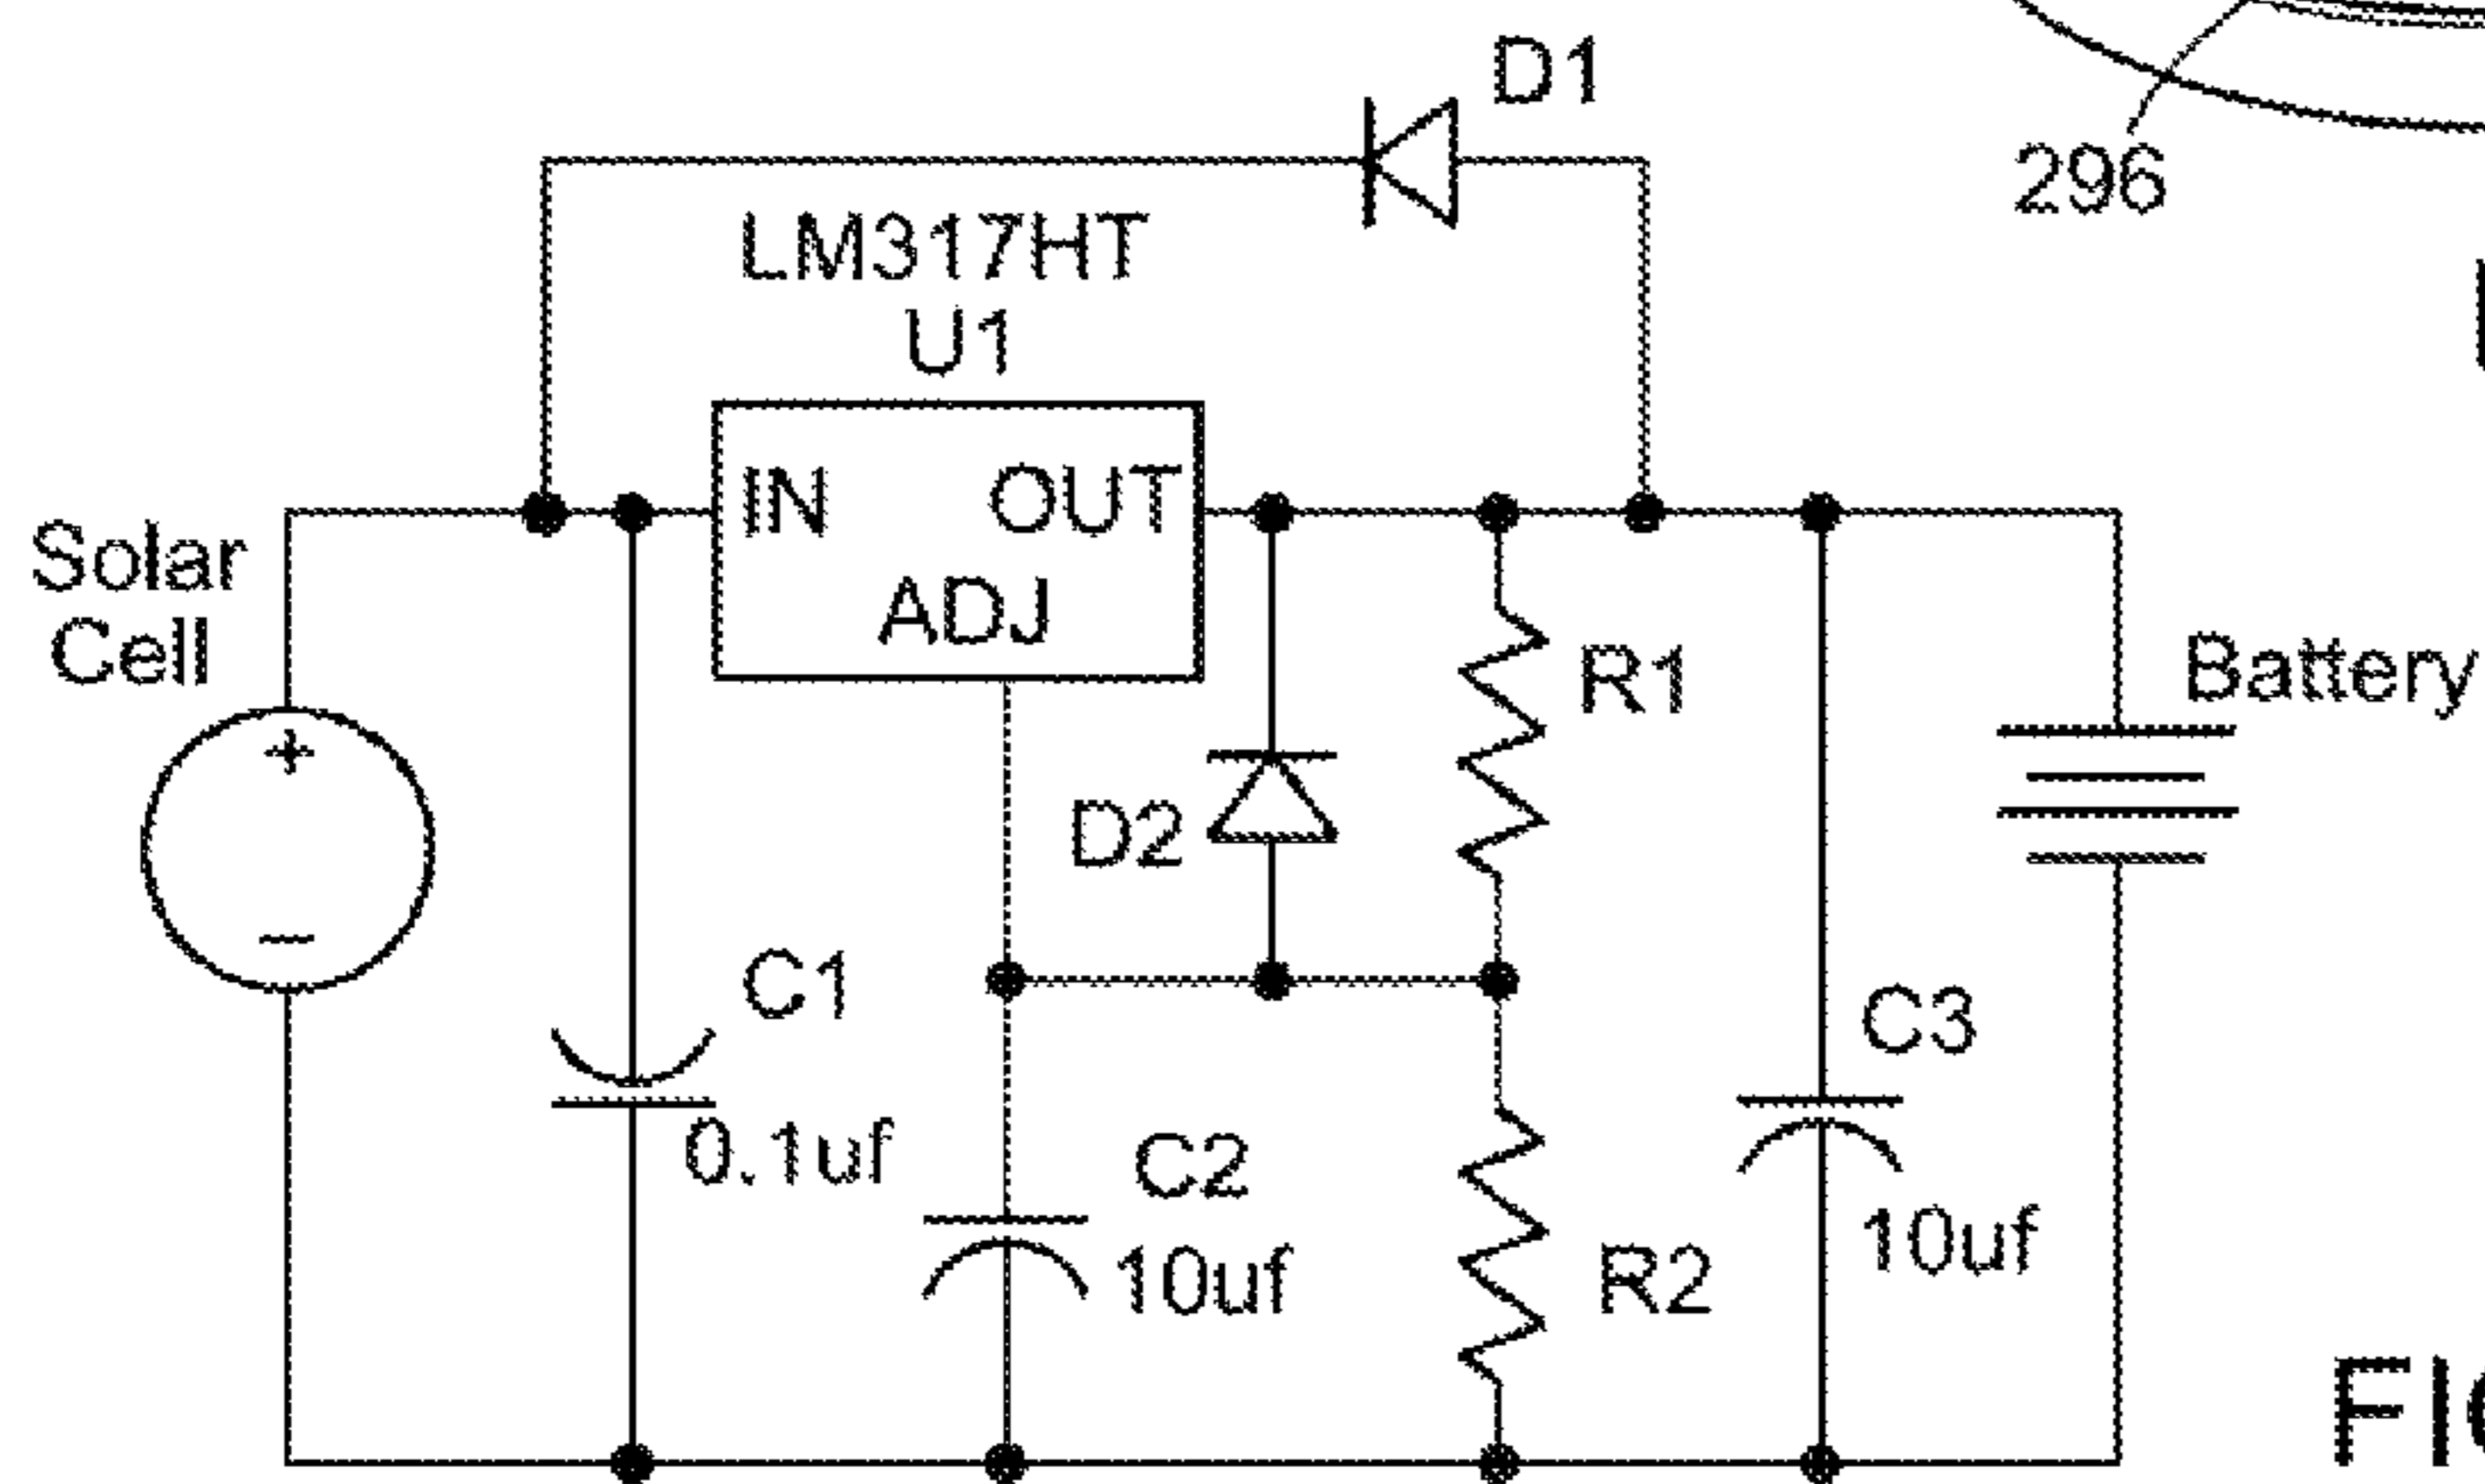 D1
296
LM317HT
U1
IN OUT
ADJ
Solar
Cell
+
−
R1
Battery
D2
C1
0.1uf
C2
10uf
C3
10uf
R2